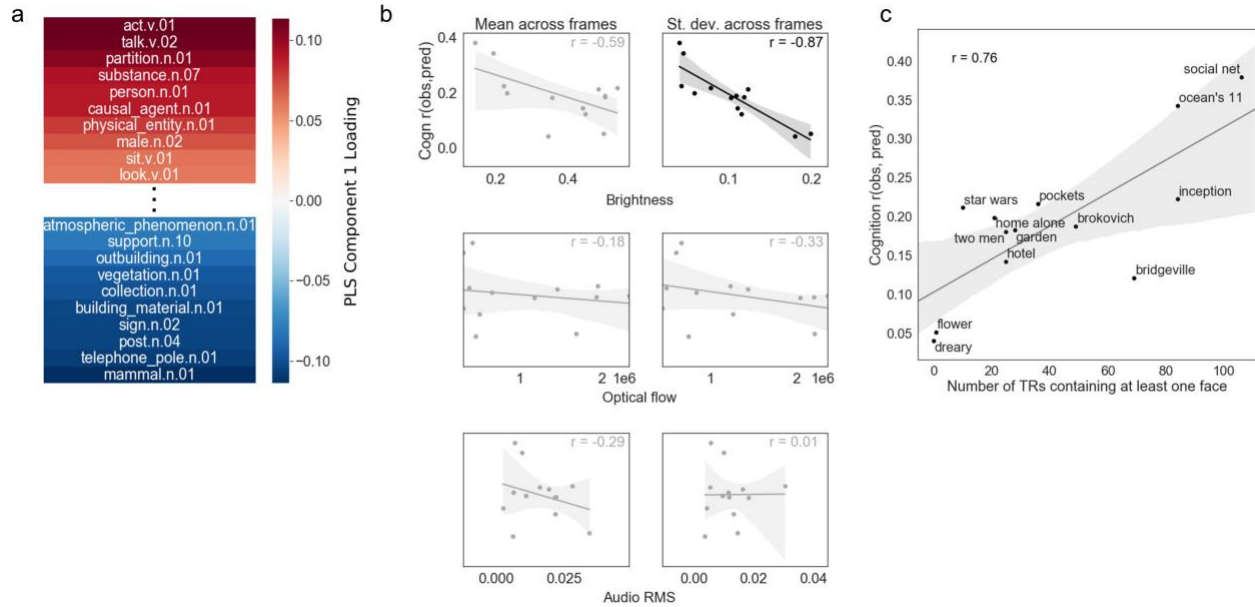 a
act.v.01
talk.v.02
partition.n.01
substance.n.07
person.n.01
causal_agent.n.01
physical_entity.n.01
male.n.02
sit.v.01
look.v.01
atmospheric_phenomenon.n.01
support.n.10
outbuilding.n.01
vegetation.n.01
collection.n.01
building_material.n.01
sign.n.02
post.n.04
telephone_pole.n.01
mammal.n.01
0.10
0.05
0.00
−0.05
−0.10
PLS Component 1 Loading
b
Mean across frames
St. dev. across frames
r = -0.59
r = -0.87
0.4
0.2
0.0
Cogn r(obs,pred)
0.2 0.4
0.1 0.2
Brightness
r = -0.18
r = -0.33
1 2 1e6
1 2 1e6
Optical flow
r = -0.29
r = 0.01
0.000 0.025
0.00 0.02 0.04
Audio RMS
c
r = 0.76
0.40
0.35
0.30
0.25
0.20
0.15
0.10
0.05
Cognition r(obs, pred)
social net
ocean's 11
inception
star wars
pockets
home alone
brokovich
two men
garden
hotel
bridgeville
flower
dreary
0 20 40 60 80 100
Number of TRs containing at least one face